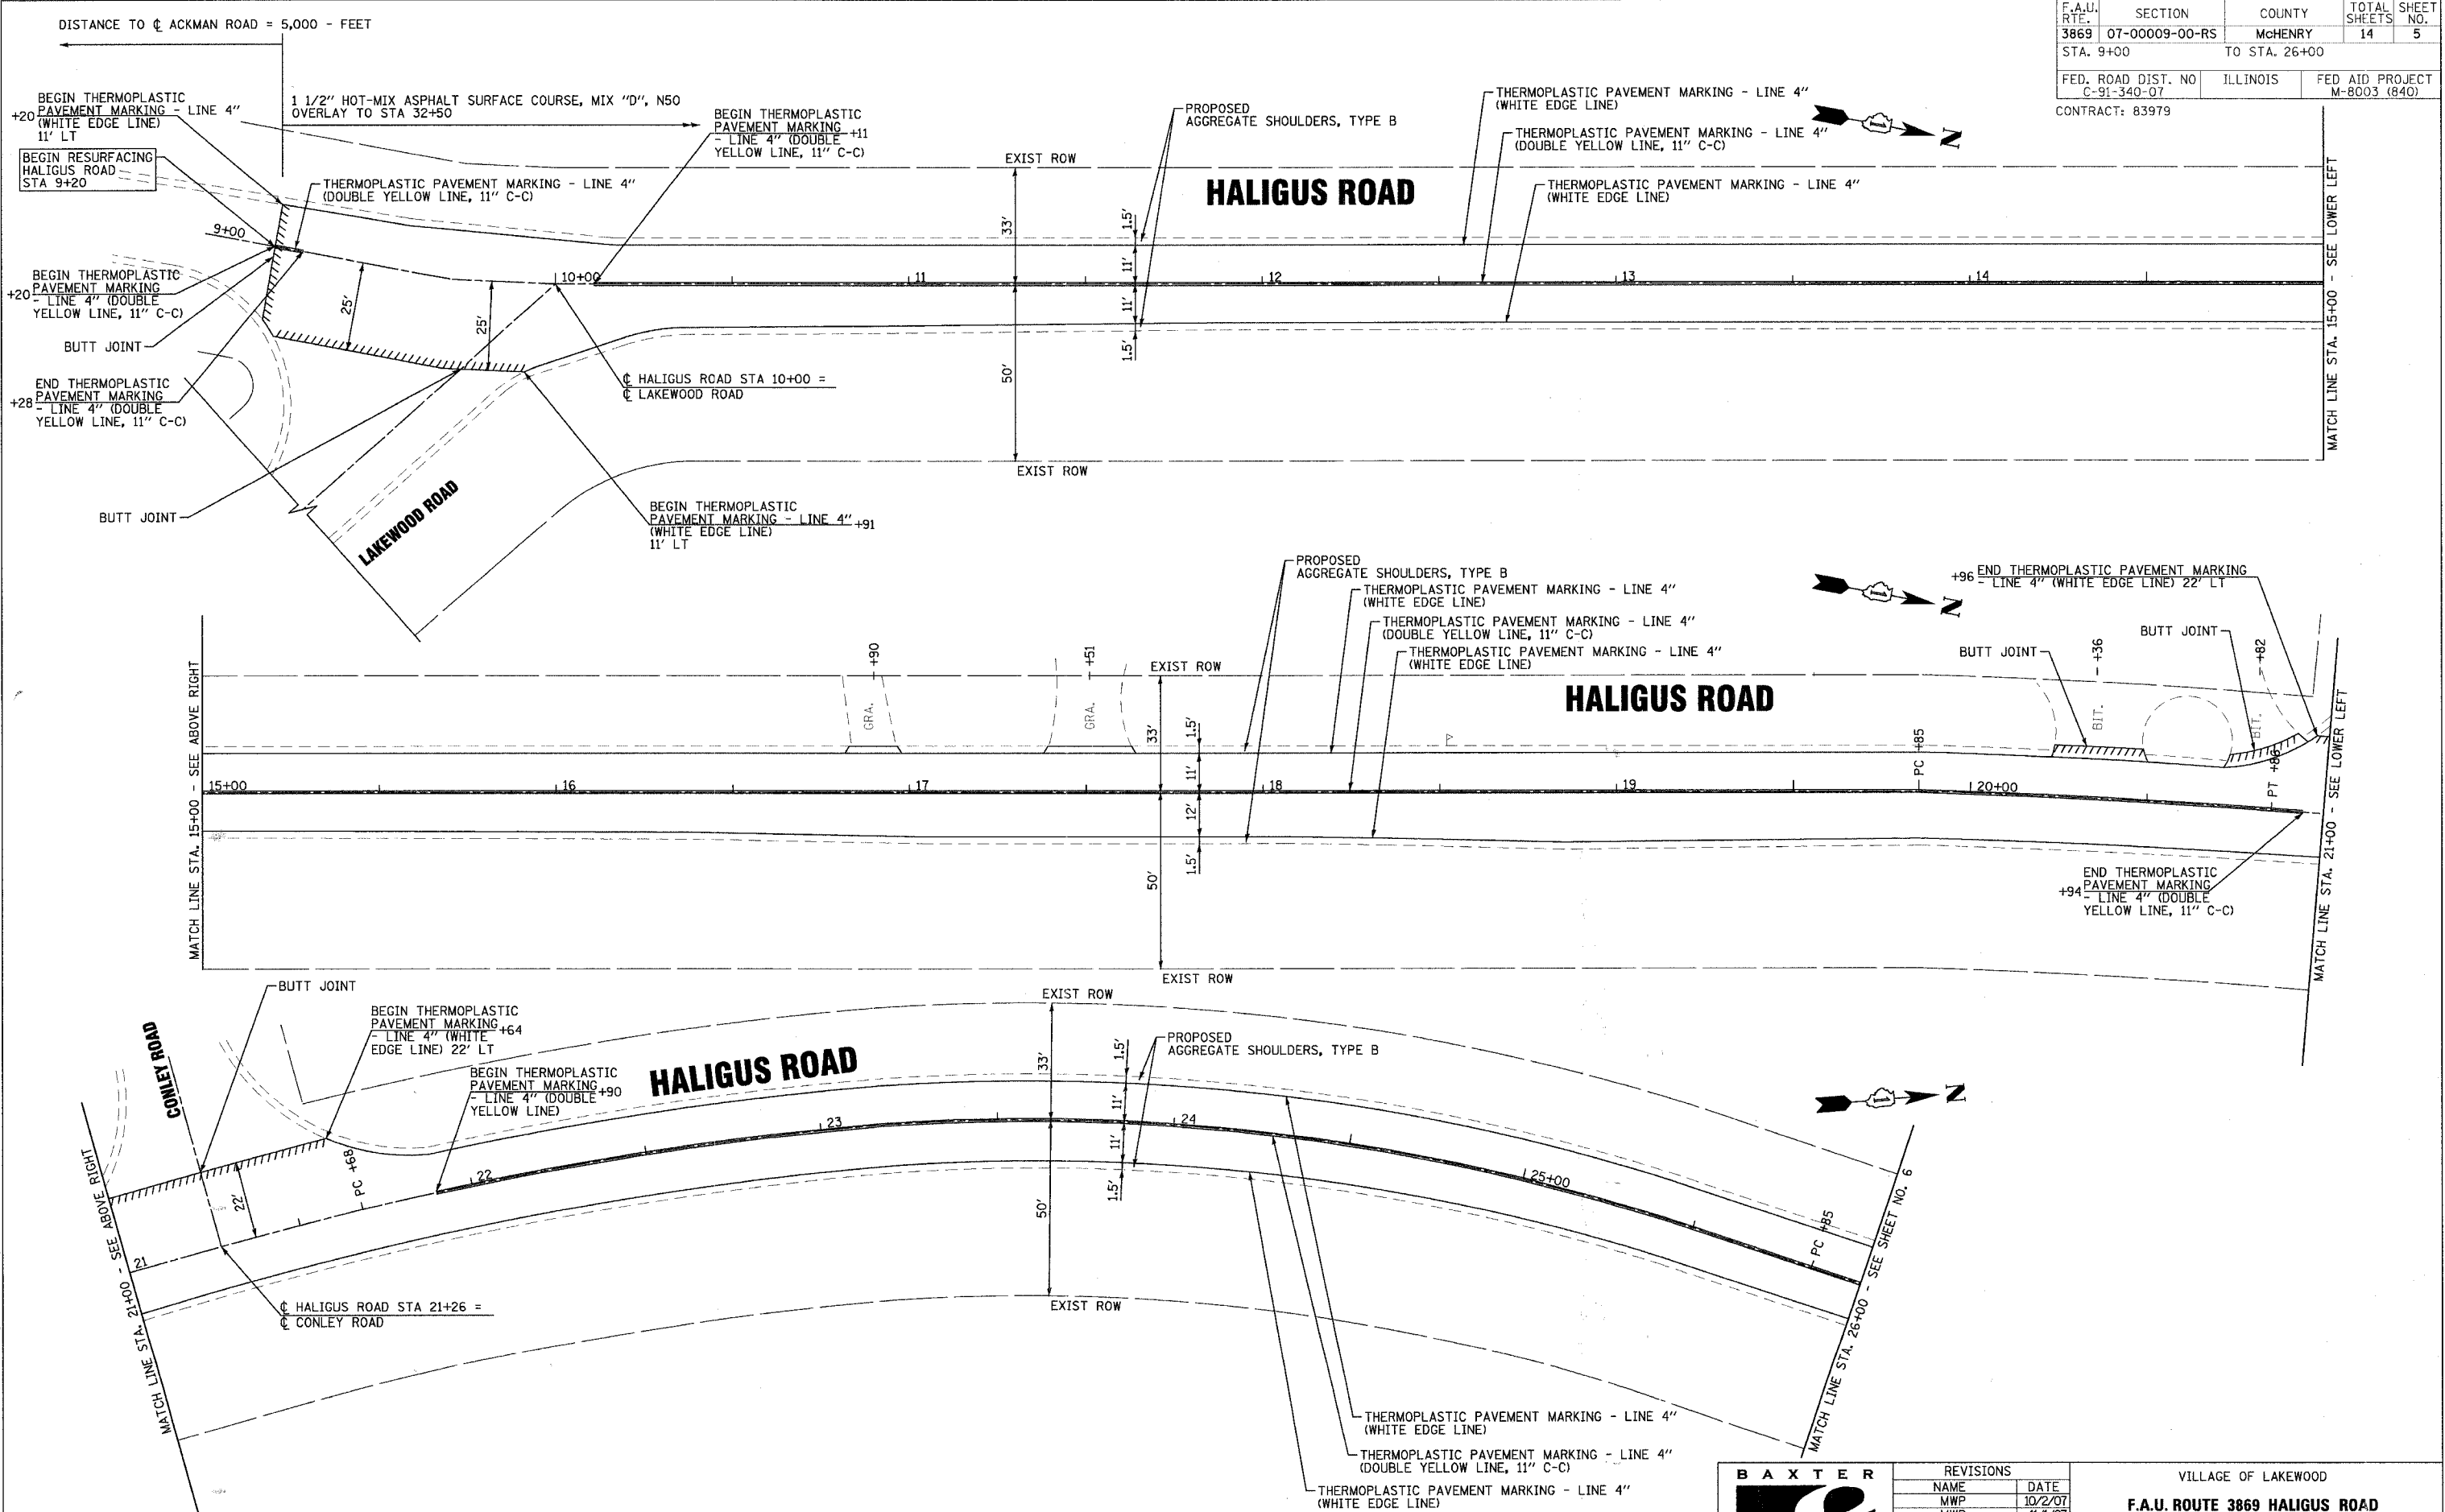 DISTANCE TO ℄ ACKMAN ROAD = 5,000 - FEET
F.A.U. RTE. SECTION COUNTY TOTAL SHEETS SHEET NO.
3869 07-00009-00-RS McHENRY 14 5
STA. 9+00 TO STA. 26+00
FED. ROAD DIST. NO ILLINOIS FED AID PROJECT
C-91-340-07 M-8003 (840)
CONTRACT: 83979
BEGIN THERMOPLASTIC
+20 PAVEMENT MARKING - LINE 4"
(WHITE EDGE LINE)
11' LT
1 1/2" HOT-MIX ASPHALT SURFACE COURSE, MIX "D", N50
OVERLAY TO STA 32+50
BEGIN THERMOPLASTIC
PAVEMENT MARKING +11
- LINE 4" (DOUBLE
YELLOW LINE, 11" C-C)
PROPOSED
AGGREGATE SHOULDERS, TYPE B
THERMOPLASTIC PAVEMENT MARKING - LINE 4"
(WHITE EDGE LINE)
THERMOPLASTIC PAVEMENT MARKING - LINE 4"
(DOUBLE YELLOW LINE, 11" C-C)
THERMOPLASTIC PAVEMENT MARKING - LINE 4"
(WHITE EDGE LINE)
N
BEGIN RESURFACING
HALIGUS ROAD
STA 9+20
THERMOPLASTIC PAVEMENT MARKING - LINE 4"
(DOUBLE YELLOW LINE, 11" C-C)
EXIST ROW
HALIGUS ROAD
33'
1.5'
11'
11'
1.5'
50'
9+00
10+00
11
12
13
14
BEGIN THERMOPLASTIC
+20 PAVEMENT MARKING
- LINE 4" (DOUBLE
YELLOW LINE, 11" C-C)
25'
25'
BUTT JOINT
END THERMOPLASTIC
+28 PAVEMENT MARKING
- LINE 4" (DOUBLE
YELLOW LINE, 11" C-C)
℄ HALIGUS ROAD STA 10+00 =
℄ LAKEWOOD ROAD
EXIST ROW
MATCH LINE STA. 15+00 - SEE LOWER LEFT
BUTT JOINT
LAKEWOOD ROAD
BEGIN THERMOPLASTIC
PAVEMENT MARKING - LINE 4" +91
(WHITE EDGE LINE)
11' LT
PROPOSED
AGGREGATE SHOULDERS, TYPE B
THERMOPLASTIC PAVEMENT MARKING - LINE 4"
(WHITE EDGE LINE)
THERMOPLASTIC PAVEMENT MARKING - LINE 4"
(DOUBLE YELLOW LINE, 11" C-C)
THERMOPLASTIC PAVEMENT MARKING - LINE 4"
(WHITE EDGE LINE)
N
+96 END THERMOPLASTIC PAVEMENT MARKING
- LINE 4" (WHITE EDGE LINE) 22' LT
BUTT JOINT
BUTT JOINT
+36
+82
BIT.
BIT.
MATCH LINE STA. 15+00 - SEE ABOVE RIGHT
+90
GRA.
+51
GRA.
EXIST ROW
HALIGUS ROAD
33'
1.5'
11'
12'
1.5'
50'
15+00
16
17
18
19
PC +85
20+00
PT +86
END THERMOPLASTIC
+94 PAVEMENT MARKING
- LINE 4" (DOUBLE
YELLOW LINE, 11" C-C)
MATCH LINE STA. 21+00 - SEE LOWER LEFT
EXIST ROW
BUTT JOINT
CONLEY ROAD
BEGIN THERMOPLASTIC
PAVEMENT MARKING +64
- LINE 4" (WHITE
EDGE LINE) 22' LT
BEGIN THERMOPLASTIC
PAVEMENT MARKING +90
- LINE 4" (DOUBLE
YELLOW LINE)
HALIGUS ROAD
EXIST ROW
PROPOSED
AGGREGATE SHOULDERS, TYPE B
33'
1.5'
11'
11'
1.5'
50'
N
22'
PC +68
21
22
23
24
25+00
PC +85
℄ HALIGUS ROAD STA 21+26 =
℄ CONLEY ROAD
MATCH LINE STA. 21+00 - SEE ABOVE RIGHT
EXIST ROW
MATCH LINE STA. 26+00 - SEE SHEET NO. 6
THERMOPLASTIC PAVEMENT MARKING - LINE 4"
(WHITE EDGE LINE)
THERMOPLASTIC PAVEMENT MARKING - LINE 4"
(DOUBLE YELLOW LINE, 11" C-C)
THERMOPLASTIC PAVEMENT MARKING - LINE 4"
(WHITE EDGE LINE)
BAXTER
REVISIONS
NAME DATE
MWP 10/2/07
VILLAGE OF LAKEWOOD
F.A.U. ROUTE 3869 HALIGUS ROAD